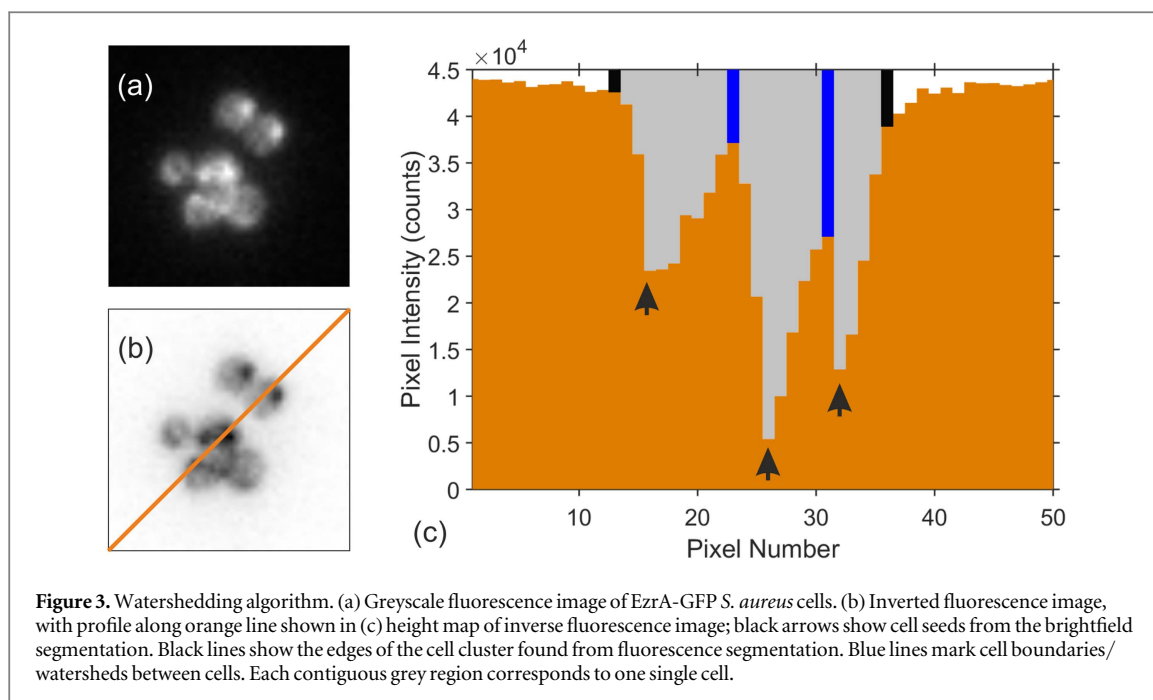 (a)
(b)
×10⁴
4.5
4
3.5
3
2.5
2
1.5
1
0.5
0
Pixel Intensity (counts)
10 20 30 40 50
(c) Pixel Number
Figure 3. Watershedding algorithm. (a) Greyscale fluorescence image of EzrA-GFP S. aureus cells. (b) Inverted fluorescence image,
with profile along orange line shown in (c) height map of inverse fluorescence image; black arrows show cell seeds from the brightfield
segmentation. Black lines show the edges of the cell cluster found from fluorescence segmentation. Blue lines mark cell boundaries/
watersheds between cells. Each contiguous grey region corresponds to one single cell.